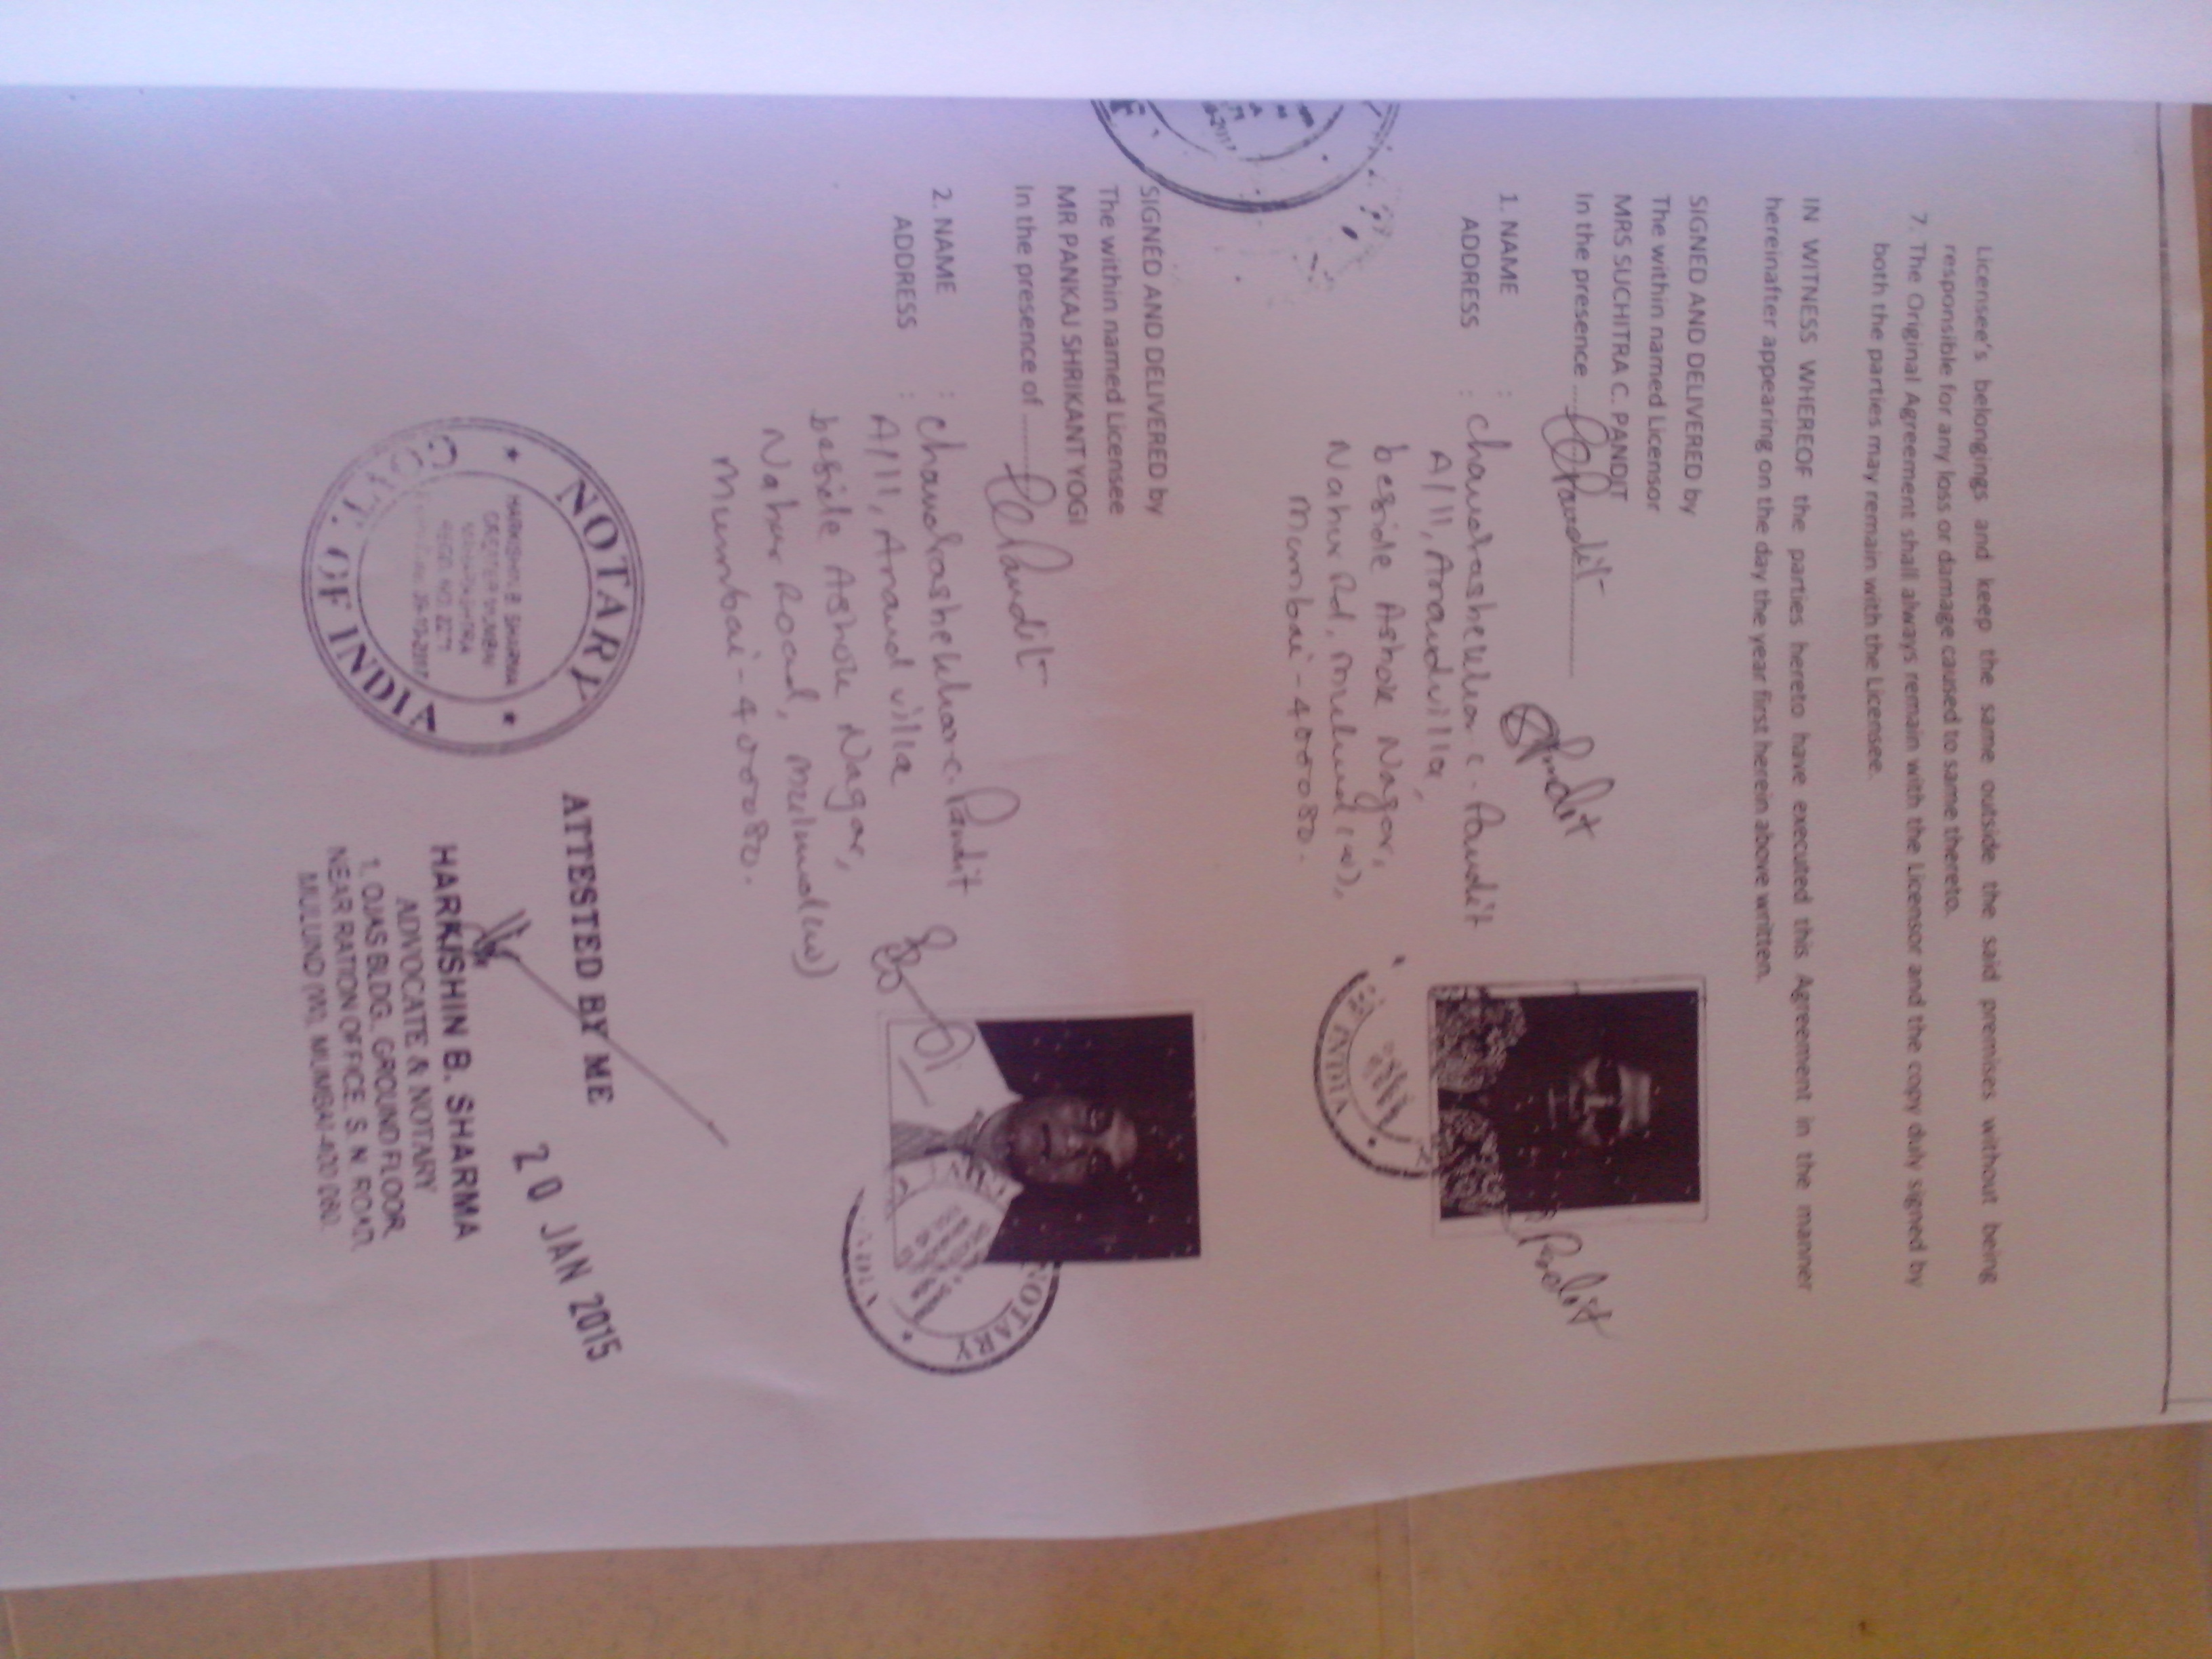 Licensee's belongings and keep the same outside the said premises without being
responsible for any loss or damage caused to same thereto.
7. The Original Agreement shall always remain with the Licensor and the copy duly signed by
both the parties may remain with the Licensee.
IN WITNESS WHEREOF the parties hereto have executed this Agreement in the manner
hereinafter appearing on the day the year first herein above written.
SIGNED AND DELIVERED by
The within named Licensor
MRS SUCHITRA C. PANDIT
In the presence ...... CCPandit
1. NAME : Chandrashekhar C. Pandit
ADDRESS : A/11, Anandvilla,
beside Ashok Nagar,
Nahur Rd, Mulund (w),
Mumbai-400080.
SIGNED AND DELIVERED by
The within named Licensee
MR PANKAJ SHRIKANT YOGI
In the presence of ........ CCPandit
2. NAME : Chandrashekhar C. Pandit
ADDRESS : A/11, Anand villa
beside Ashok Nagar,
Nahur Road, Mulund (w)
Mumbai-400080.
NOTARY
HARKISHIN B. SHARMA
GREATER MUMBAI
MAHARASHTRA
REGD. NO. 2271
OF INDIA
ATTESTED BY ME
HARKISHIN B. SHARMA
ADVOCATE & NOTARY
1, OJAS BLDG., GROUND FLOOR,
NEAR RATION OFFICE, S. N. ROAD,
MULUND (W), MUMBAI-400 080.
20 JAN 2015
INDIA
NOTARY